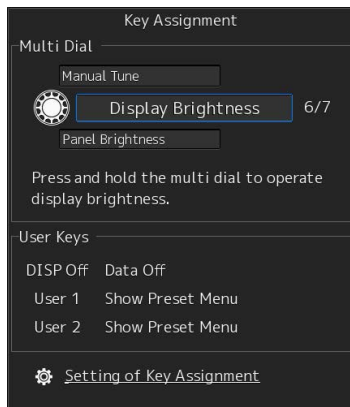 Key Assignment
Multi Dial
Manual Tune
Display Brightness 6/7
Panel Brightness
Press and hold the multi dial to operate
display brightness.
User Keys
DISP Off Data Off
User 1 Show Preset Menu
User 2 Show Preset Menu
Setting of Key Assignment